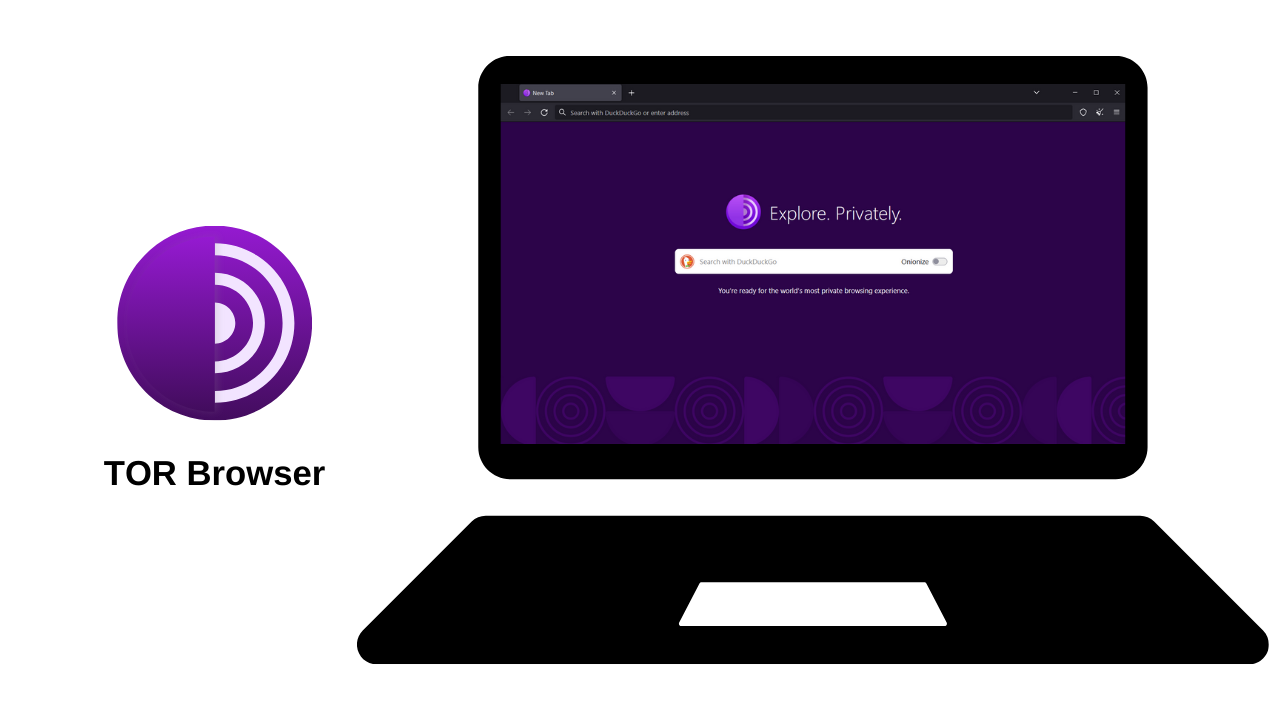 New Tab
Search with DuckDuckGo or enter address
Explore. Privately.
Search with DuckDuckGo
Onionize
You're ready for the world's most private browsing experience.
TOR Browser